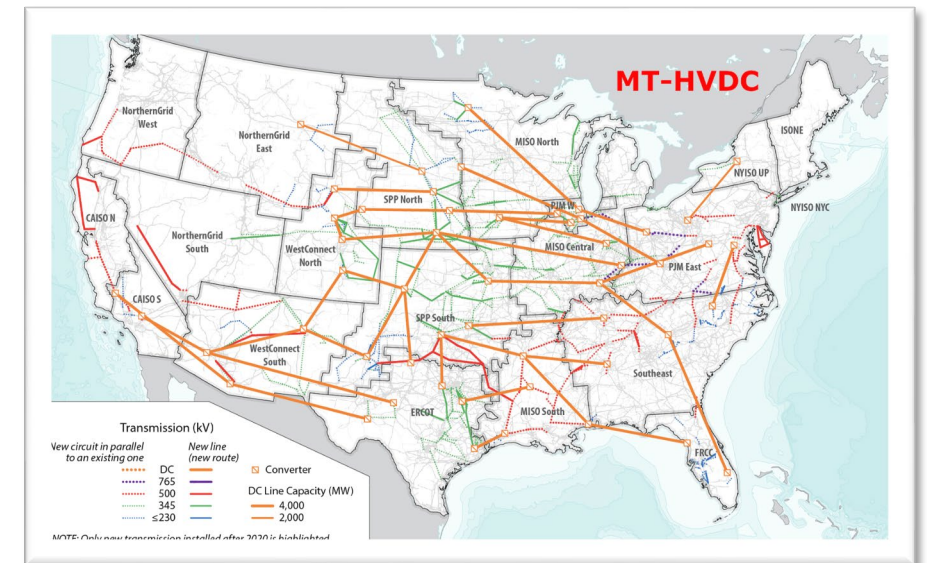 MT-HVDC
NorthernGrid
West
NorthernGrid
East
MISO North
ISONE
NYISO UP
NYISO NYC
SPP North
PJM W
CAISO N
NorthernGrid
South
WestConnect
North
MISO Central
PJM East
CAISO S
SPP South
WestConnect
South
Southeast
ERCOT
MISO South
FRCC
Transmission (kV)
New circuit in parallel
to an existing one
New line
(new route)
DC
765
500
345
≤230
Converter
DC Line Capacity (MW)
4,000
2,000
NOTE: Only new transmission installed after 2020 is highlighted